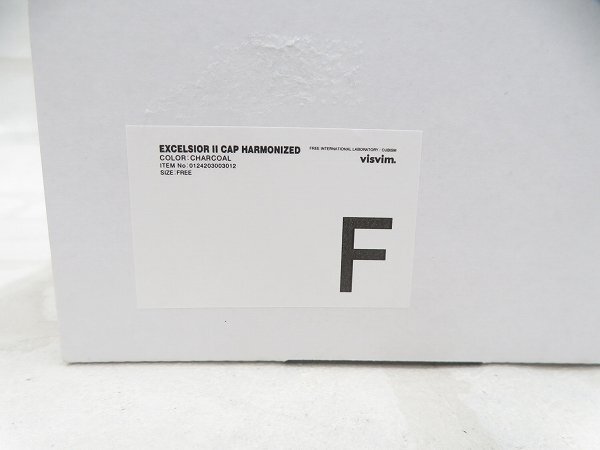 EXCELSIOR II CAP HARMONIZED
FREE INTERNATIONAL LABORATORY / CUBISM
COLOR : CHARCOAL
visvim.
ITEM No : 0124203003012
SIZE : FREE
F